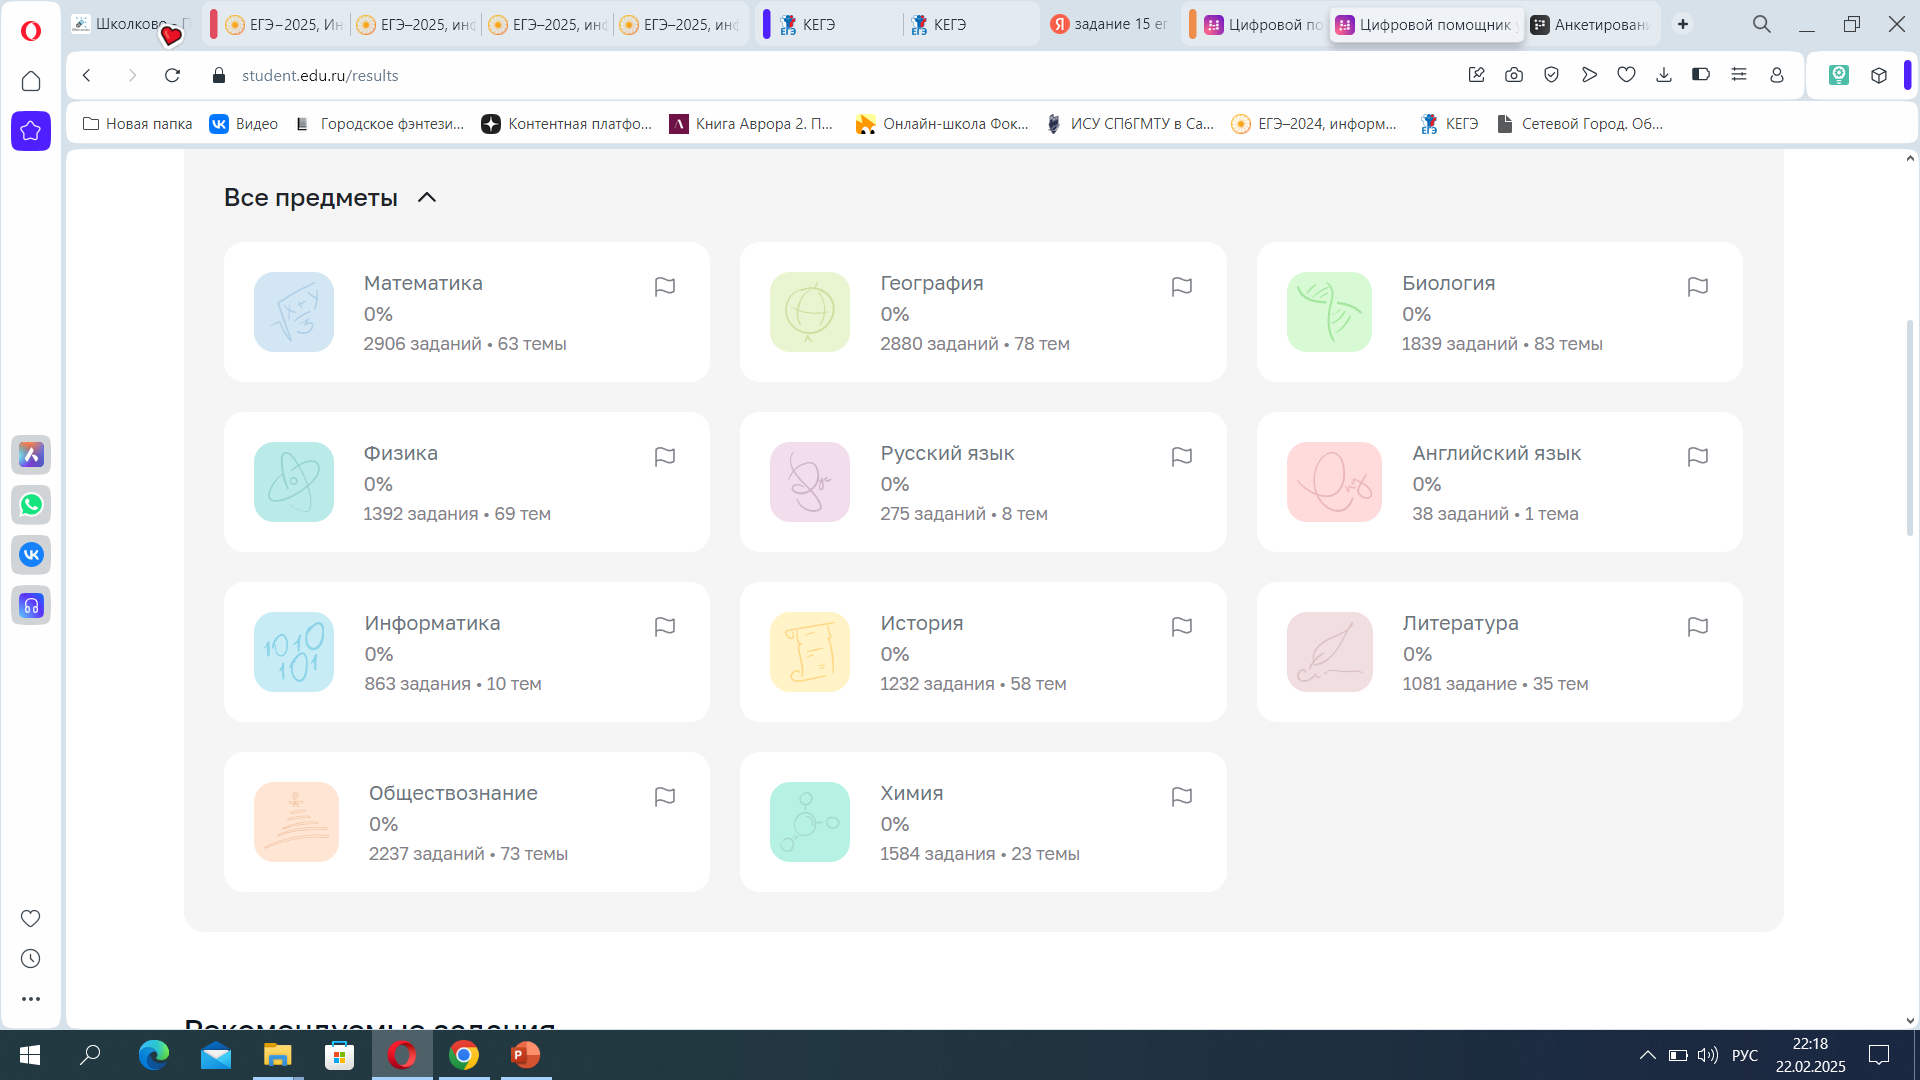 Школково - П
ЕГЭ–2025, Ин
ЕГЭ–2025, инф
ЕГЭ–2025, инф
ЕГЭ–2025, инф
КЕГЭ
КЕГЭ
задание 15 ег
Цифровой по
Цифровой помощник у
Анкетирован
student.edu.ru/results
Новая папка
Видео
Городское фэнтези...
Контентная платфо...
Книга Аврора 2. П...
Онлайн-школа Фок...
ИСУ СПбГМТУ в Са...
ЕГЭ–2024, информ...
КЕГЭ
Сетевой Город. Об...
Все предметы
Математика
0%
2906 заданий • 63 темы
География
0%
2880 заданий • 78 тем
Биология
0%
1839 заданий • 83 темы
Физика
0%
1392 задания • 69 тем
Русский язык
0%
275 заданий • 8 тем
Английский язык
0%
38 заданий • 1 тема
Информатика
0%
863 задания • 10 тем
История
0%
1232 задания • 58 тем
Литература
0%
1081 задание • 35 тем
Обществознание
0%
2237 заданий • 73 темы
Химия
0%
1584 задания • 23 темы
Рекомендуемые задания
РУС
22:18
22.02.2025